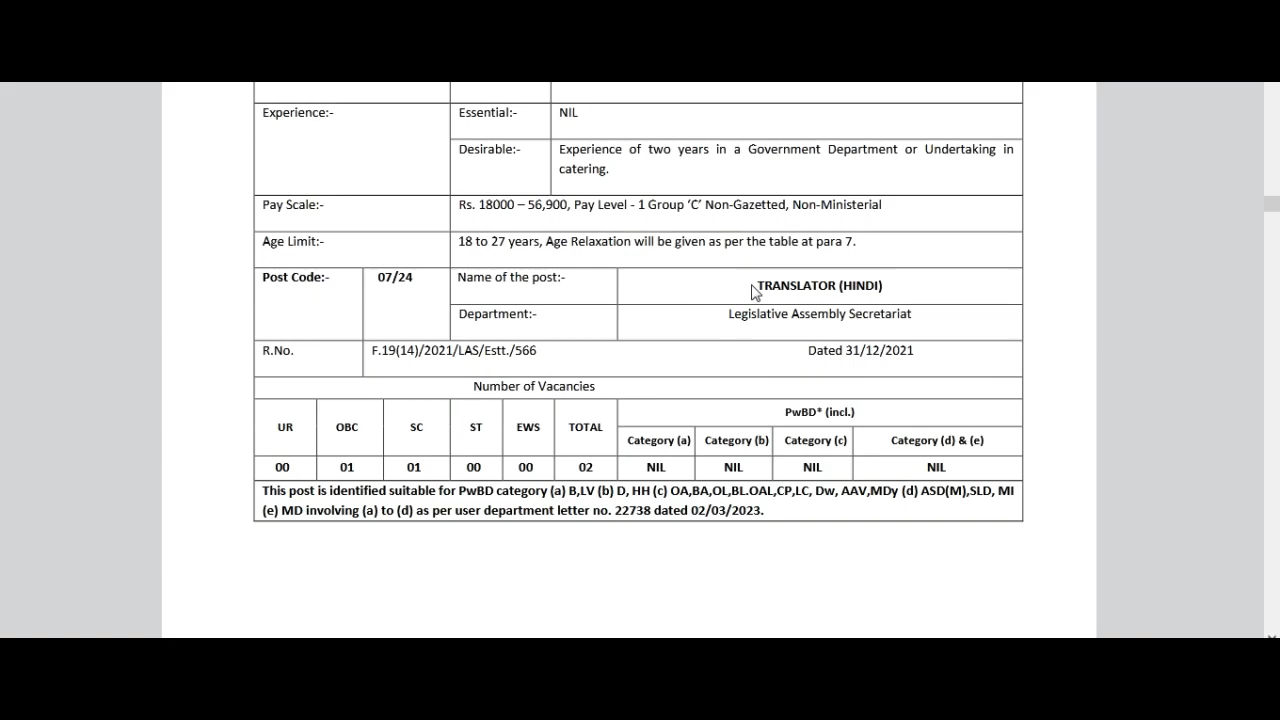 Experience:- Essential:- NIL
Desirable:- Experience of two years in a Government Department or Undertaking in
catering.
Pay Scale:- Rs. 18000 – 56,900, Pay Level - 1 Group ‘C’ Non-Gazetted, Non-Ministerial
Age Limit:- 18 to 27 years, Age Relaxation will be given as per the table at para 7.
Post Code:- 07/24 Name of the post:- TRANSLATOR (HINDI)
Department:- Legislative Assembly Secretariat
R.No. F.19(14)/2021/LAS/Estt./566 Dated 31/12/2021
Number of Vacancies
UR OBC SC ST EWS TOTAL PwBD* (incl.)
Category (a) Category (b) Category (c) Category (d) & (e)
00 01 01 00 00 02 NIL NIL NIL NIL
This post is identified suitable for PwBD category (a) B,LV (b) D, HH (c) OA,BA,OL,BL.OAL,CP,LC, Dw, AAV,MDy (d) ASD(M),SLD, MI
(e) MD involving (a) to (d) as per user department letter no. 22738 dated 02/03/2023.